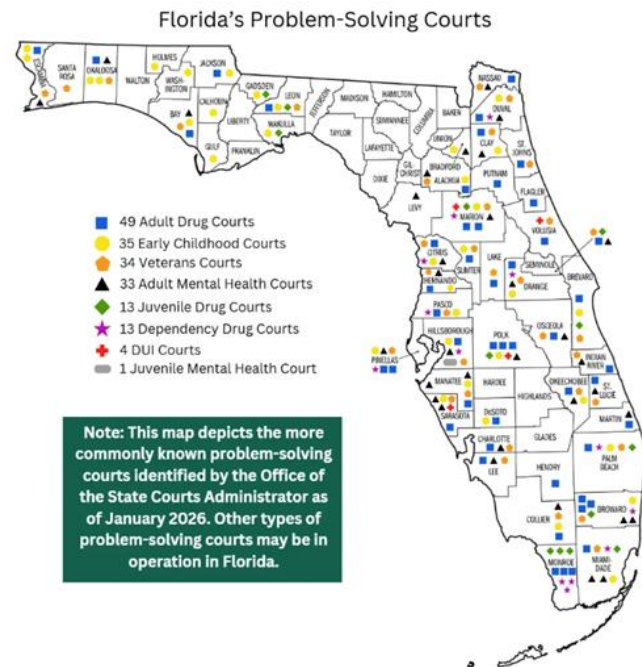 Florida's Problem-Solving Courts
ESCAMBIA
SANTA
ROSA
OKALOOSA
WALTON
HOLMES
WASH-
INGTON
JACKSON
BAY
CALHOUN
GULF
LIBERTY
GADSDEN
FRANKLIN
LEON
WAKULLA
JEFFERSON
MADISON
TAYLOR
HAMILTON
SUWANNEE
LAFAYETTE
DIXIE
COLUMBIA
GIL-
CHRIST
BAKER
UNION
BRADFORD
ALACHUA
LEVY
NASSAU
DUVAL
CLAY
ST.
JOHNS
PUTNAM
FLAGLER
MARION
VOLUSIA
CITRUS
SUMTER
LAKE
SEMINOLE
ORANGE
BREVARD
HERNANDO
PASCO
HILLSBOROUGH
PINELLAS
POLK
OSCEOLA
INDIAN
RIVER
MANATEE
HARDEE
HIGHLANDS
OKEECHOBEE
ST.
LUCIE
SARASOTA
DeSOTO
MARTIN
CHARLOTTE
GLADES
PALM
BEACH
LEE
HENDRY
COLLIER
BROWARD
MONROE
MIAMI-
DADE
49 Adult Drug Courts
35 Early Childhood Courts
34 Veterans Courts
33 Adult Mental Health Courts
13 Juvenile Drug Courts
13 Dependency Drug Courts
4 DUI Courts
1 Juvenile Mental Health Court
Note: This map depicts the more
commonly known problem-solving
courts identified by the Office of
the State Courts Administrator as
of January 2026. Other types of
problem-solving courts may be in
operation in Florida.